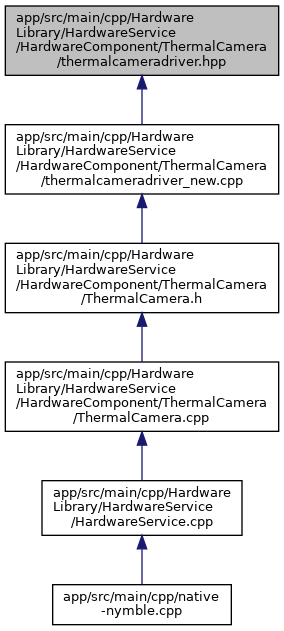 app/src/main/cpp/Hardware
Library/HardwareService
/HardwareComponent/ThermalCamera
/thermalcameradriver.hpp
app/src/main/cpp/Hardware
Library/HardwareService
/HardwareComponent/ThermalCamera
/thermalcameradriver_new.cpp
app/src/main/cpp/Hardware
Library/HardwareService
/HardwareComponent/ThermalCamera
/ThermalCamera.h
app/src/main/cpp/Hardware
Library/HardwareService
/HardwareComponent/ThermalCamera
/ThermalCamera.cpp
app/src/main/cpp/Hardware
Library/HardwareService
/HardwareService.cpp
app/src/main/cpp/native
-nymble.cpp